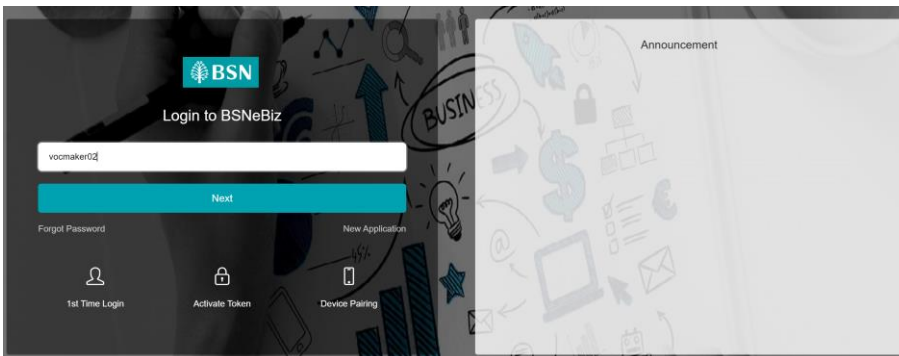 BSN
Login to BSNeBiz
vocmaker02
Next
Forgot Password
New Application
1st Time Login
Activate Token
Device Pairing
Announcement
BUSINESS
45%
@